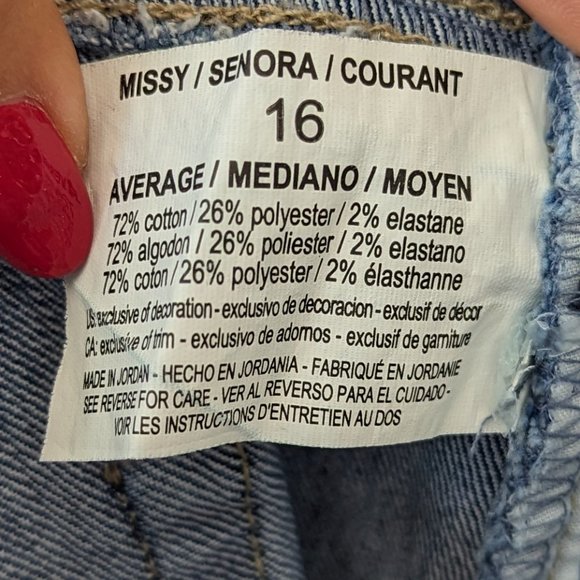 MISSY / SENORA / COURANT
16
AVERAGE / MEDIANO / MOYEN
72% cotton / 26% polyester / 2% elastane
72% algodon / 26% poliester / 2% elastano
72% coton / 26% polyester / 2% élasthanne
US: exclusive of decoration - exclusivo de decoracion - exclusif de décor
CA: exclusive of trim - exclusivo de adornos - exclusif de garniture
MADE IN JORDAN - HECHO EN JORDANIA - FABRIQUÉ EN JORDANIE
SEE REVERSE FOR CARE - VER AL REVERSO PARA EL CUIDADO -
VOIR LES INSTRUCTIONS D'ENTRETIEN AU DOS